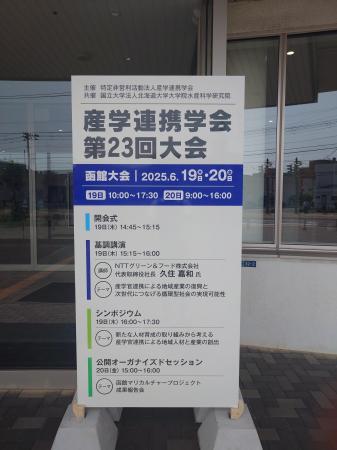 主催 特定非営利活動法人産学連携学会
共催 国立大学法人北海道大学大学院水産科学研究院
産学連携学会
第23回大会
函館大会 | 2025.6.19日・20日
19日 10:00〜17:30 20日 9:00〜16:00
開会式
19日(木) 14:45〜15:15
基調講演
19日(木) 15:15〜16:00
講師 NTTグリーン&フード株式会社
代表取締役社長 久住 嘉和 氏
テーマ 産学官連携による地域産業の復興と
次世代につなげる循環型社会の実現可能性
シンポジウム
19日(木) 16:00〜17:30
テーマ 新たな人材育成の取り組みから考える
産学官連携による地域人材と産業の創出
公開オーガナイズドセッション
20日(金) 15:00〜16:00
テーマ 函館マリカルチャープロジェクト
成果報告会